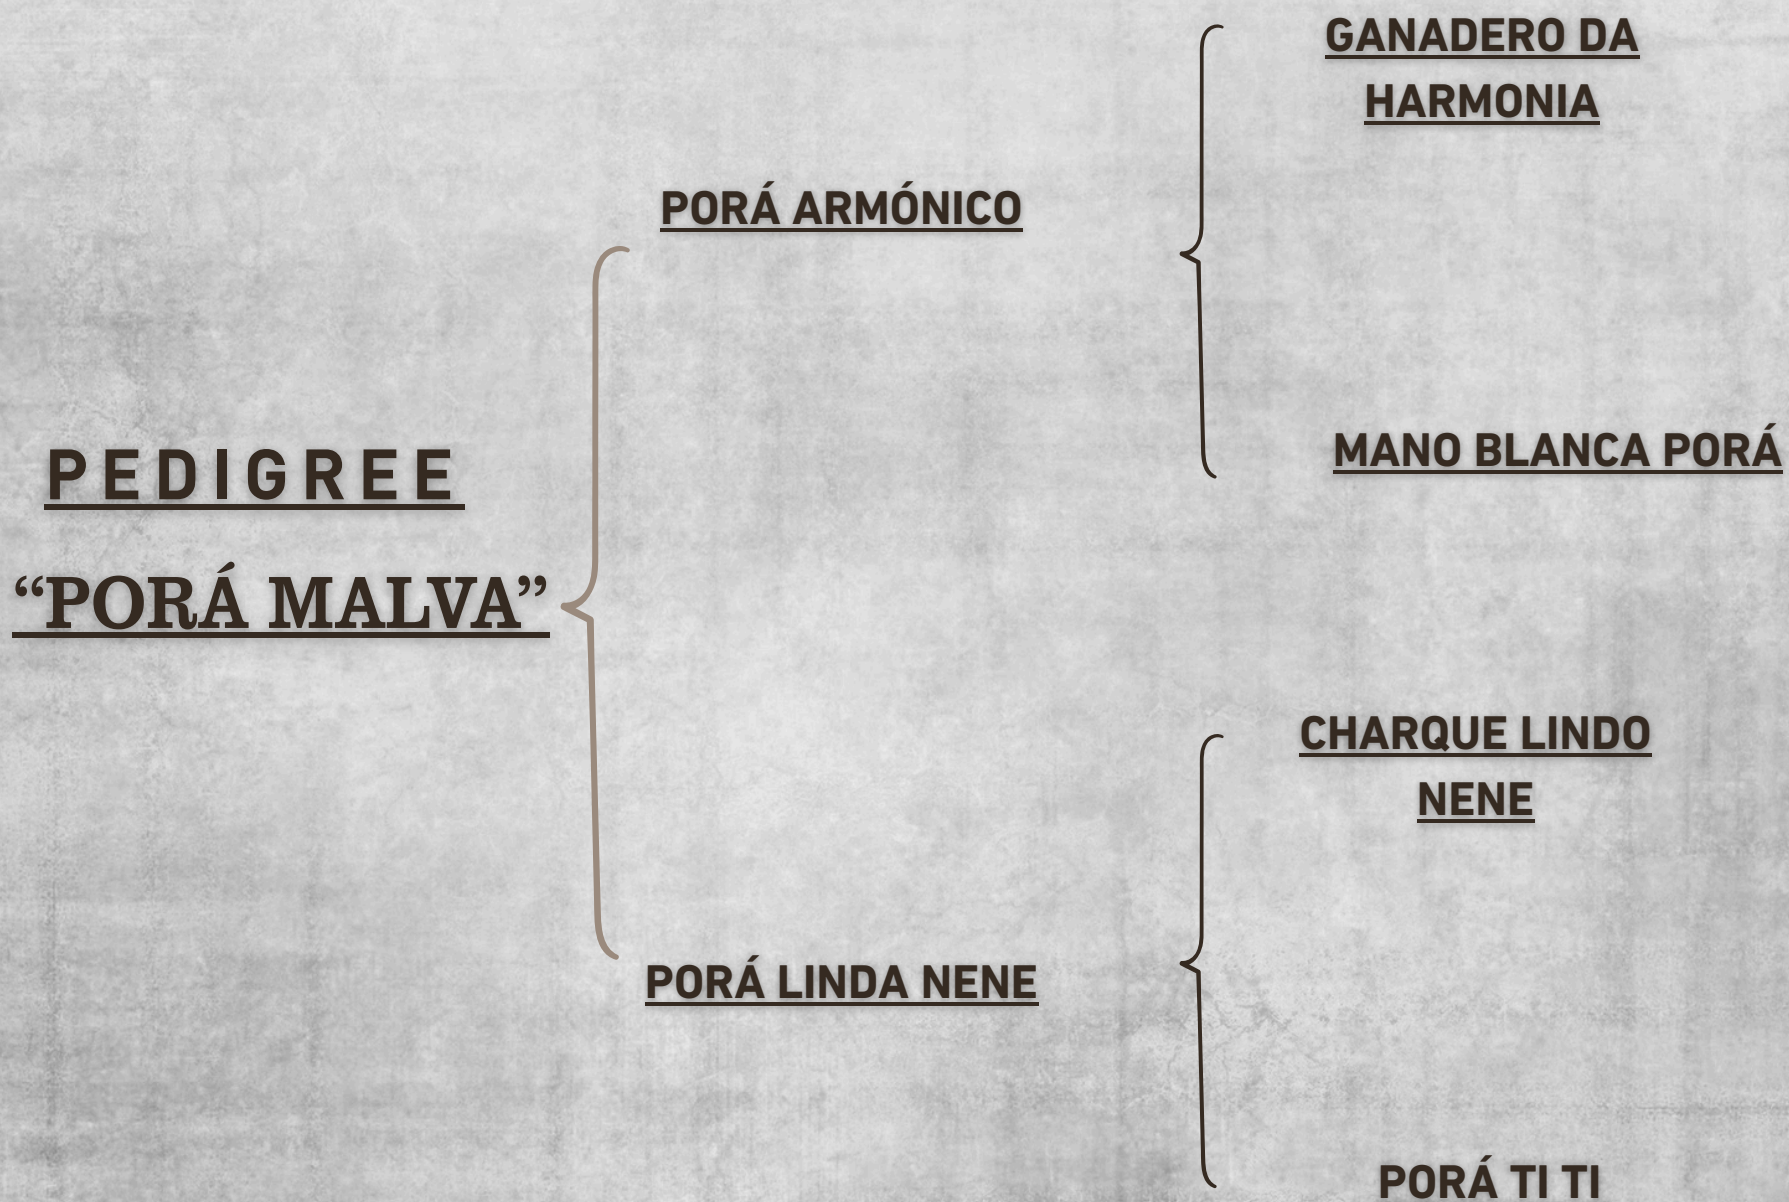 PEDIGREE
“PORÁ MALVA”
PORÁ ARMÓNICO
GANADERO DA
HARMONIA
MANO BLANCA PORÁ
PORÁ LINDA NENE
CHARQUE LINDO
NENE
PORÁ TI TI